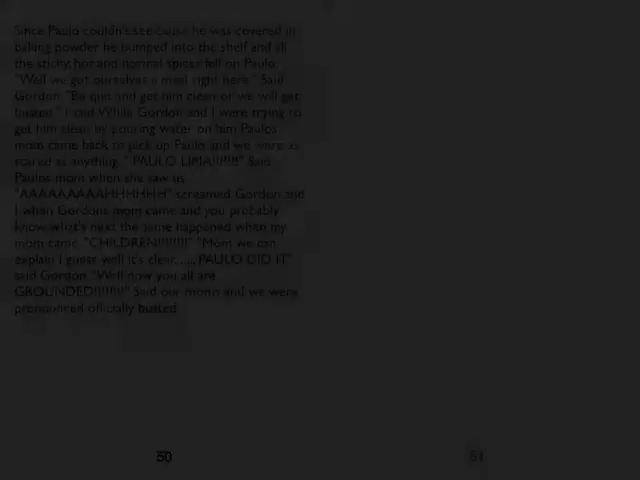 Since Paulo couldn't see cause he was covered in
baking powder he bumped into the shelf and all
the sticky, hot and normal spices fell on Paulo.
"Well we got ourselves a meal right here." Said
Gordon. "Be quit and get him clean or we will get
busted." I said. While Gordon and I were trying to
get him clean by pouring water on him Paulos
mom came back to pick up Paulo and we were as
scared as anything. " PAULO LIMA!!!!!!" Said
Paulos mom when she saw us.
"AAAAAAAAAHHHHHH" screamed Gordon and
I when Gordons mom came and you probably
know what's next the same happened when my
mom came. "CHILDREN!!!!!!!!" "Mom we can
explain I guess well it's clear...... PAULO DID IT"
said Gordon. "Well now you all are
GROUNDED!!!!!!!!" Said our moms and we were
pronounced officially busted.
50
51